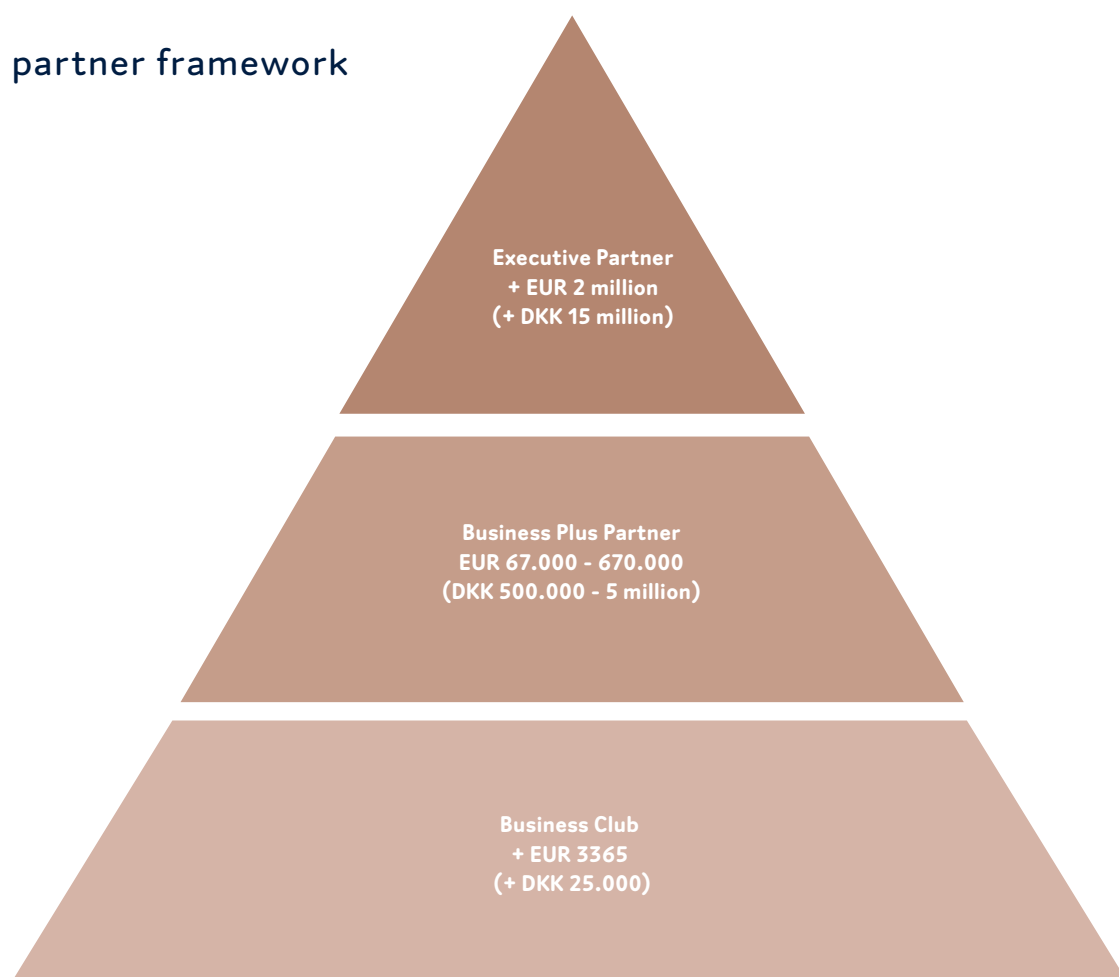 partner framework
Executive Partner
+ EUR 2 million
(+ DKK 15 million)
Business Plus Partner
EUR 67.000 - 670.000
(DKK 500.000 - 5 million)
Business Club
+ EUR 3365
(+ DKK 25.000)